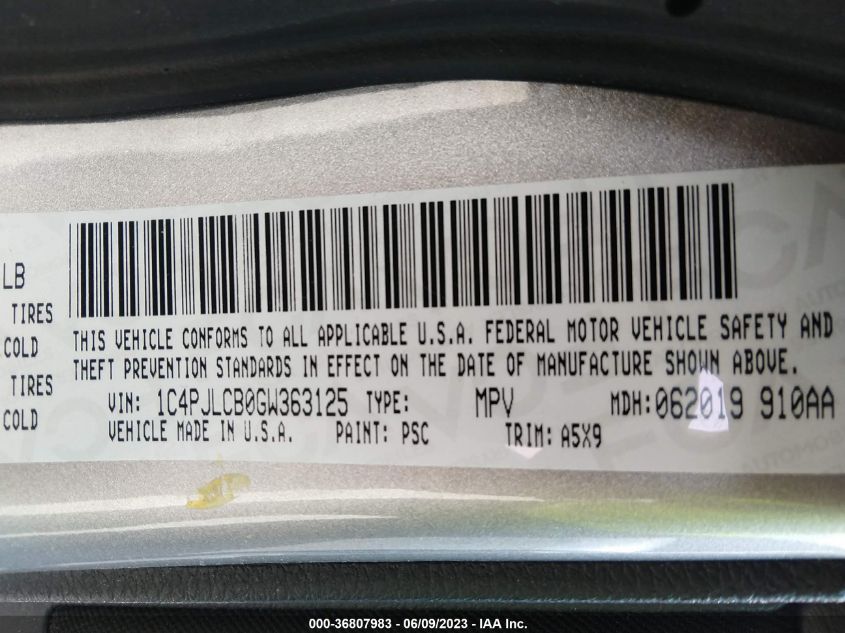 LB
TIRES
COLD
TIRES
COLD
THIS VEHICLE CONFORMS TO ALL APPLICABLE U.S.A. FEDERAL MOTOR VEHICLE SAFETY AND
THEFT PREVENTION STANDARDS IN EFFECT ON THE DATE OF MANUFACTURE SHOWN ABOVE.
VIN: 1C4PJLCB0GW363125 TYPE: MPV MDH:062019 910AA
VEHICLE MADE IN U.S.A. PAINT: PSC TRIM: A5X9
000-36807983 - 06/09/2023 - IAA Inc.